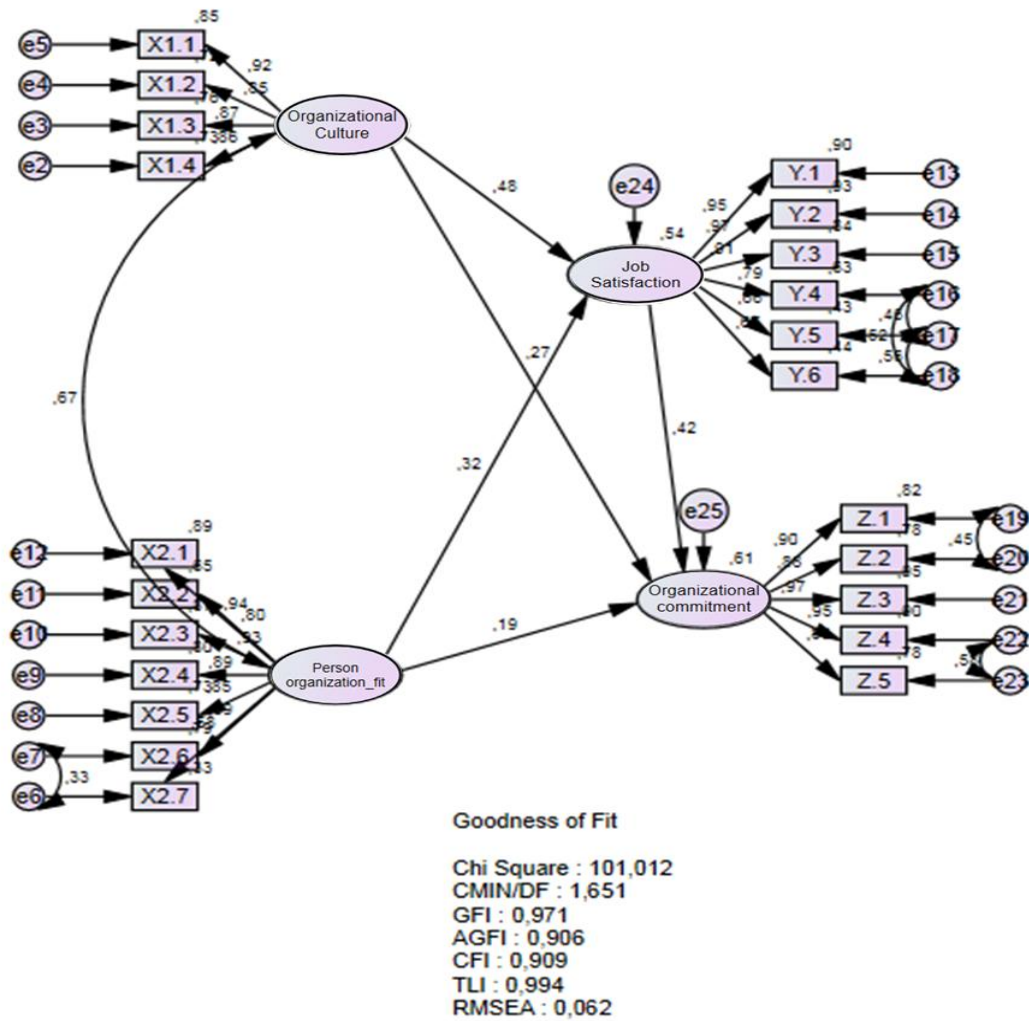 ,85
e5 X1.1
,92
e4 X1.2
e3 X1.3
,87
e2 X1.4
Organizational
Culture
,48
,67
,27
,32
,19
,42
e24
,54
Job
Satisfaction
,90
Y.1 e13
,95
Y.2 e14
Y.3 e15
,79
Y.4 e16
Y.5 e17
Y.6 e18
e25
,61
Organizational
commitment
,82
Z.1 e19
,90
,78
,45
Z.2 e20
,97
Z.3 e21
,95
Z.4 e22
,78
Z.5 e23
,89
e12 X2.1
e11 X2.2
,94
,80
e10 X2.3
,89
e9 X2.4
e8 X2.5
e7 X2.6
,33
e6 X2.7
Person
organization_fit
Goodness of Fit
Chi Square : 101,012
CMIN/DF : 1,651
GFI : 0,971
AGFI : 0,906
CFI : 0,909
TLI : 0,994
RMSEA : 0,062